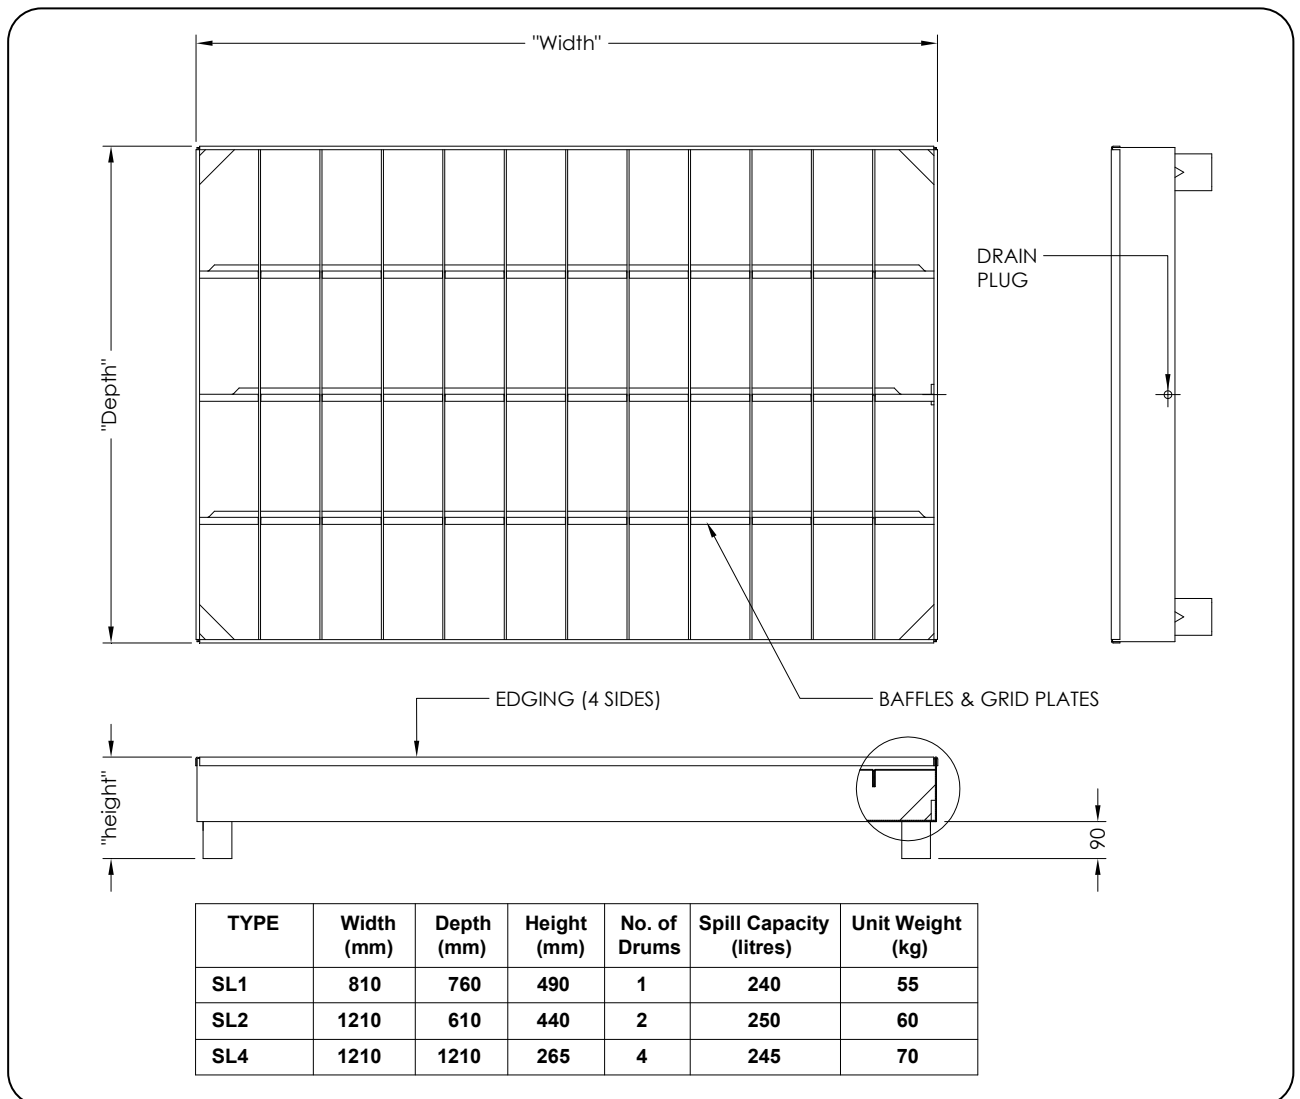 "Width"
DRAIN
PLUG
"Depth"
EDGING (4 SIDES)
BAFFLES & GRID PLATES
"height"
90
TYPE Width (mm) Depth (mm) Height (mm) No. of Drums Spill Capacity (litres) Unit Weight (kg)
SL1 810 760 490 1 240 55
SL2 1210 610 440 2 250 60
SL4 1210 1210 265 4 245 70